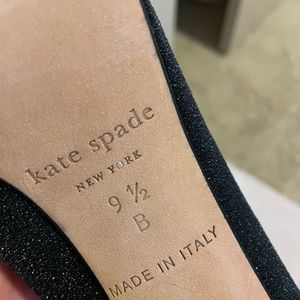 kate spade
NEW YORK
9 ½
B
MADE IN ITALY